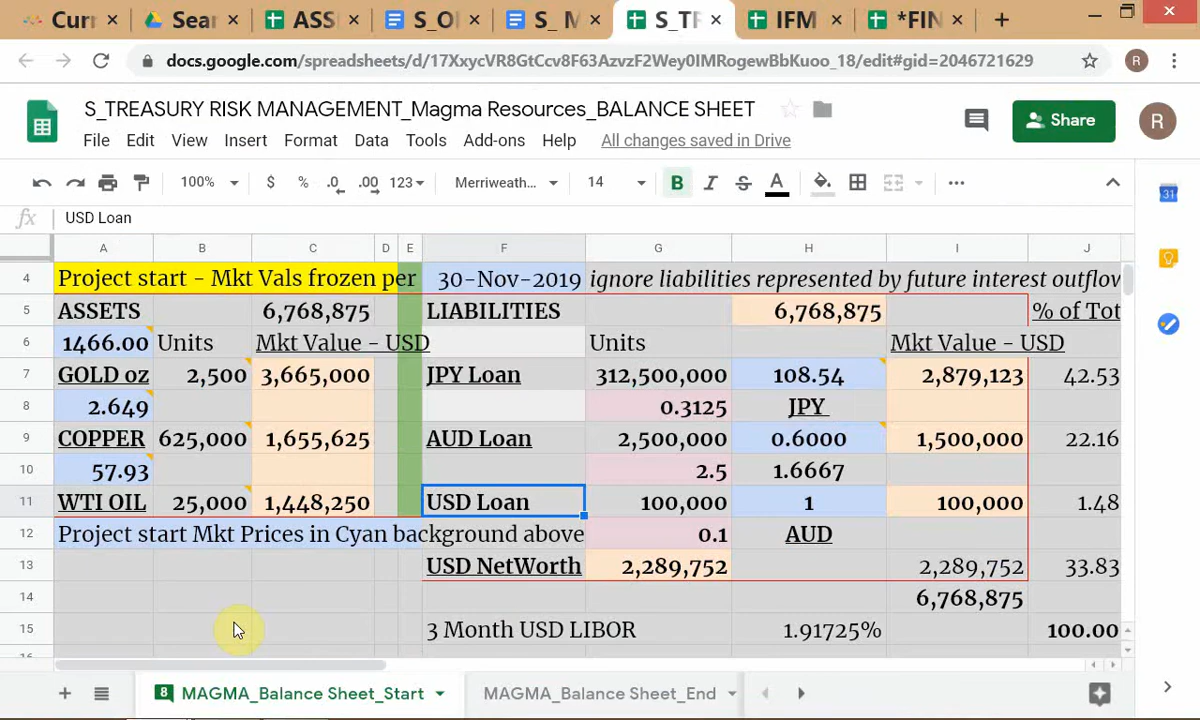 Curr
Sear
ASS
S_OI
S_ M
S_TR
IFM
*FIN
docs.google.com/spreadsheets/d/17XxycVR8GtCcv8F63AzvzF2Wey0IMRogewBbKuoo_18/edit#gid=2046721629
R
S_TREASURY RISK MANAGEMENT_Magma Resources_BALANCE SHEET
Share
R
File Edit View Insert Format Data Tools Add-ons Help All changes saved in Drive
100% $ % .0 .00 123 Merriweath... 14 B I S A
31
fx USD Loan
A B C D E F G H I J
4 Project start - Mkt Vals frozen per 30-Nov-2019 ignore liabilities represented by future interest outflow
5 ASSETS 6,768,875 LIABILITIES 6,768,875 % of Tot
6 1466.00 Units Mkt Value - USD Units Mkt Value - USD
7 GOLD oz 2,500 3,665,000 JPY Loan 312,500,000 108.54 2,879,123 42.53
8 2.649 0.3125 JPY
9 COPPER 625,000 1,655,625 AUD Loan 2,500,000 0.6000 1,500,000 22.16
10 57.93 2.5 1.6667
11 WTI OIL 25,000 1,448,250 USD Loan 100,000 1 100,000 1.48
12 Project start Mkt Prices in Cyan background above 0.1 AUD
13 USD NetWorth 2,289,752 2,289,752 33.83
14 6,768,875
15 3 Month USD LIBOR 1.91725% 100.00
8 MAGMA_Balance Sheet_Start MAGMA_Balance Sheet_End